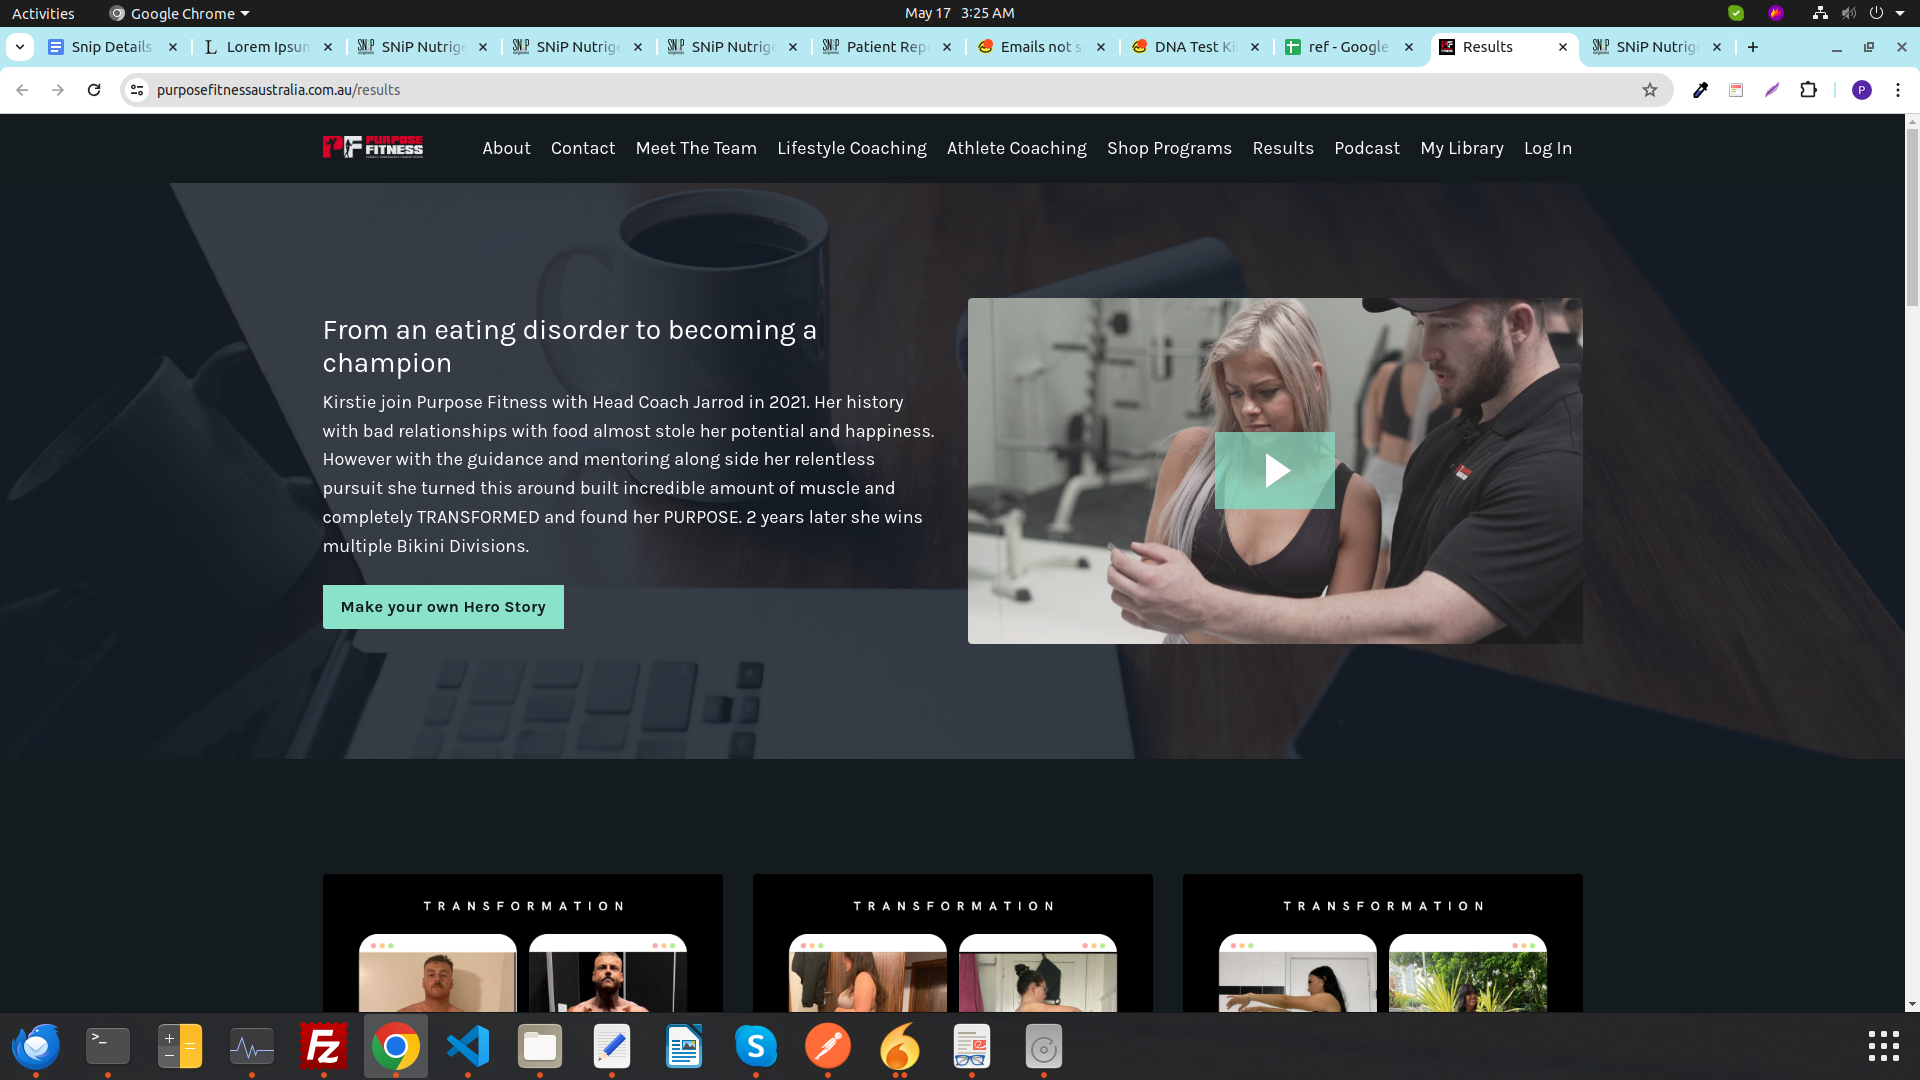 Activities
Google Chrome
May 17 3:25 AM
Snip Details
Lorem Ipsum
SNiP Nutrige
SNiP Nutrige
SNiP Nutrige
Patient Rep
Emails not s
DNA Test Ki
ref - Google
Results
SNiP Nutrig
purposefitnessaustralia.com.au/results
P
PF PURPOSE
FITNESS
About
Contact
Meet The Team
Lifestyle Coaching
Athlete Coaching
Shop Programs
Results
Podcast
My Library
Log In
From an eating disorder to becoming a
champion
Kirstie join Purpose Fitness with Head Coach Jarrod in 2021. Her history
with bad relationships with food almost stole her potential and happiness.
However with the guidance and mentoring along side her relentless
pursuit she turned this around built incredible amount of muscle and
completely TRANSFORMED and found her PURPOSE. 2 years later she wins
multiple Bikini Divisions.
Make your own Hero Story
TRANSFORMATION
TRANSFORMATION
TRANSFORMATION